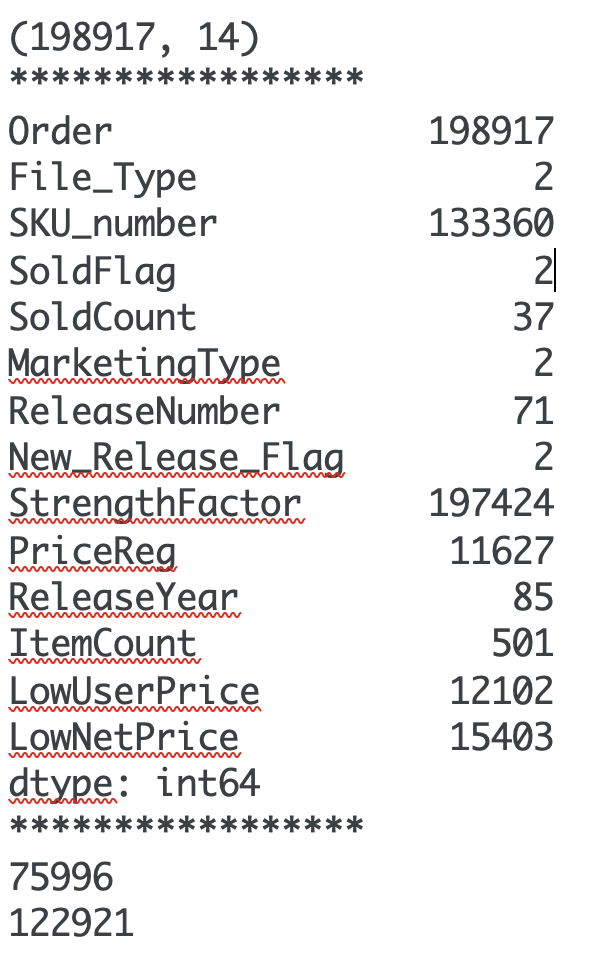 (198917, 14)
*****************
Order 198917
File_Type 2
SKU_number 133360
SoldFlag 2
SoldCount 37
MarketingType 2
ReleaseNumber 71
New_Release_Flag 2
StrengthFactor 197424
PriceReg 11627
ReleaseYear 85
ItemCount 501
LowUserPrice 12102
LowNetPrice 15403
dtype: int64
*****************
75996
122921